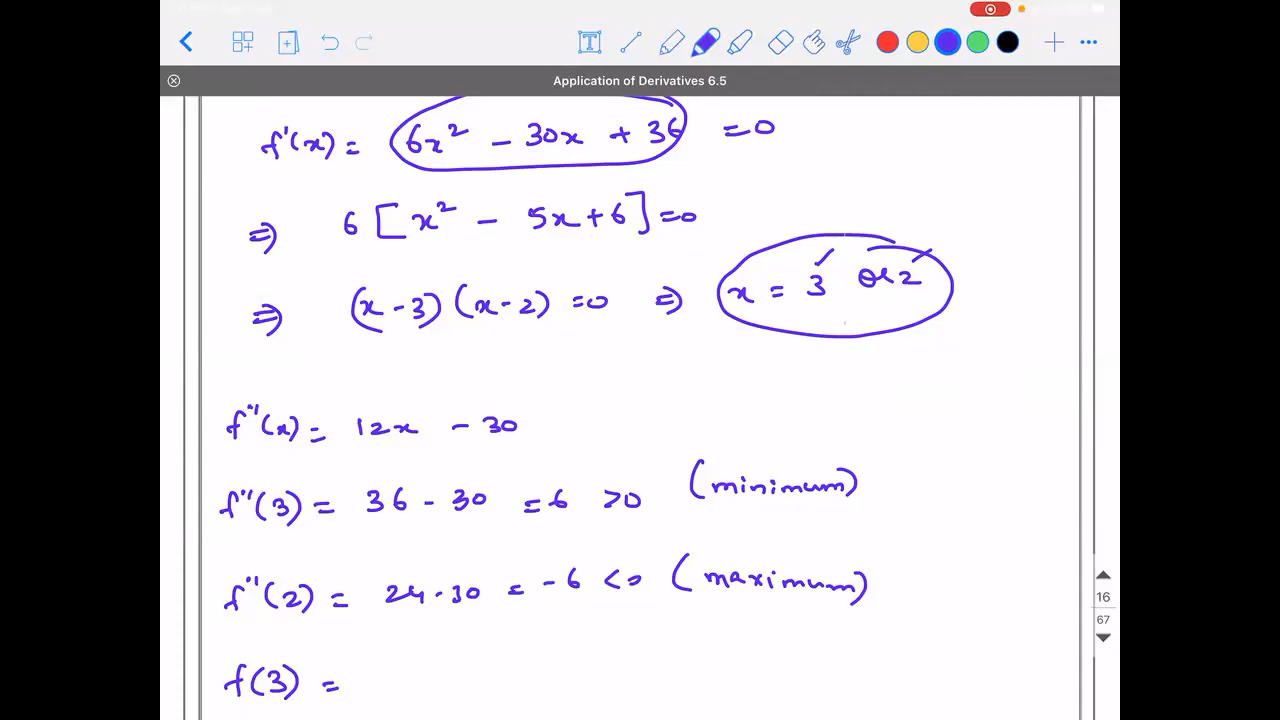 Application of Derivatives 6.5
f'(x) = 6x² - 30x + 36 = 0
⇒ 6[x² - 5x + 6] = 0
⇒ (x - 3)(x - 2) = 0 ⇒ x = 3 or 2
f''(x) = 12x - 30
f''(3) = 36 - 30 = 6 > 0 (minimum)
f''(2) = 24 - 30 = -6 < 0 (maximum)
f(3) =
16
67